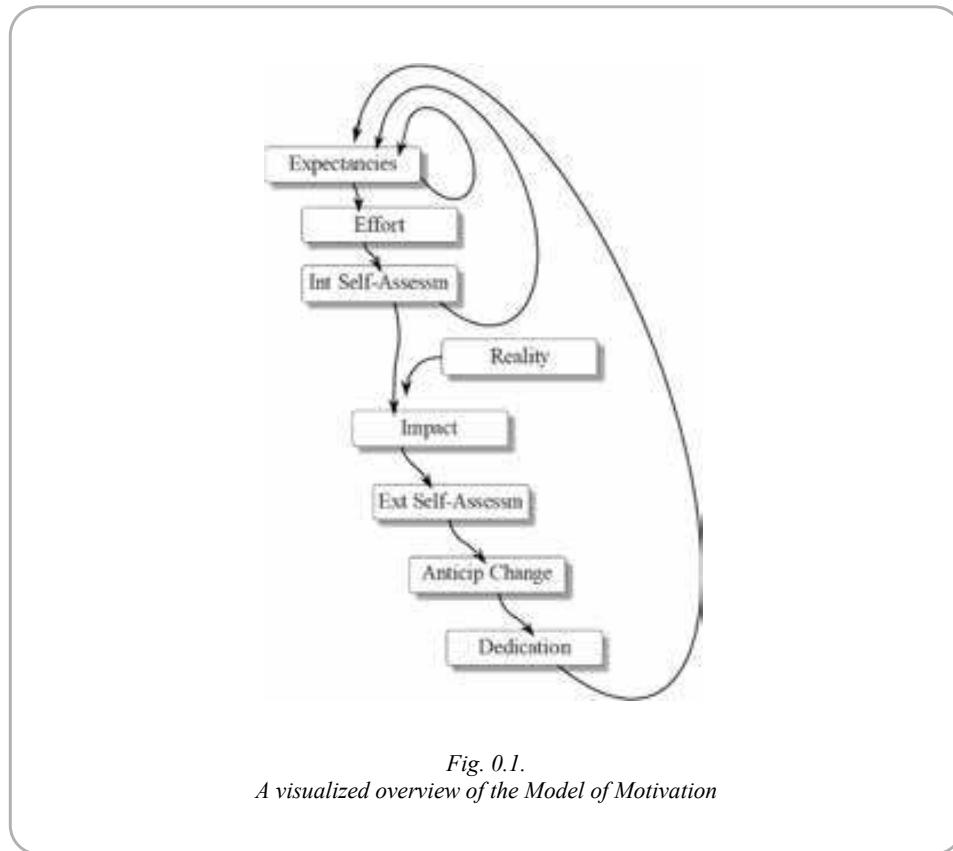 Expectancies
Effort
Int Self-Assessm
Reality
Impact
Ext Self-Assessm
Anticip Change
Dedication
Fig. 0.1.
A visualized overview of the Model of Motivation